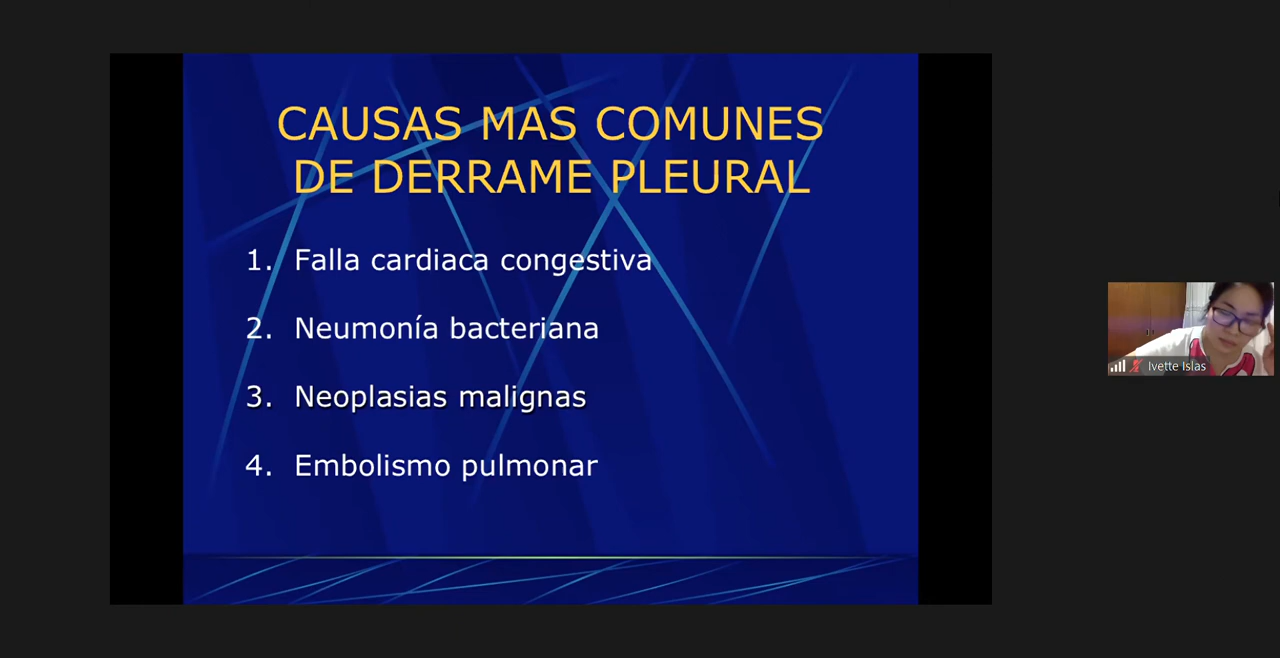 CAUSAS MAS COMUNES
DE DERRAME PLEURAL
1. Falla cardiaca congestiva
2. Neumonía bacteriana
3. Neoplasias malignas
4. Embolismo pulmonar
Ivette Islas